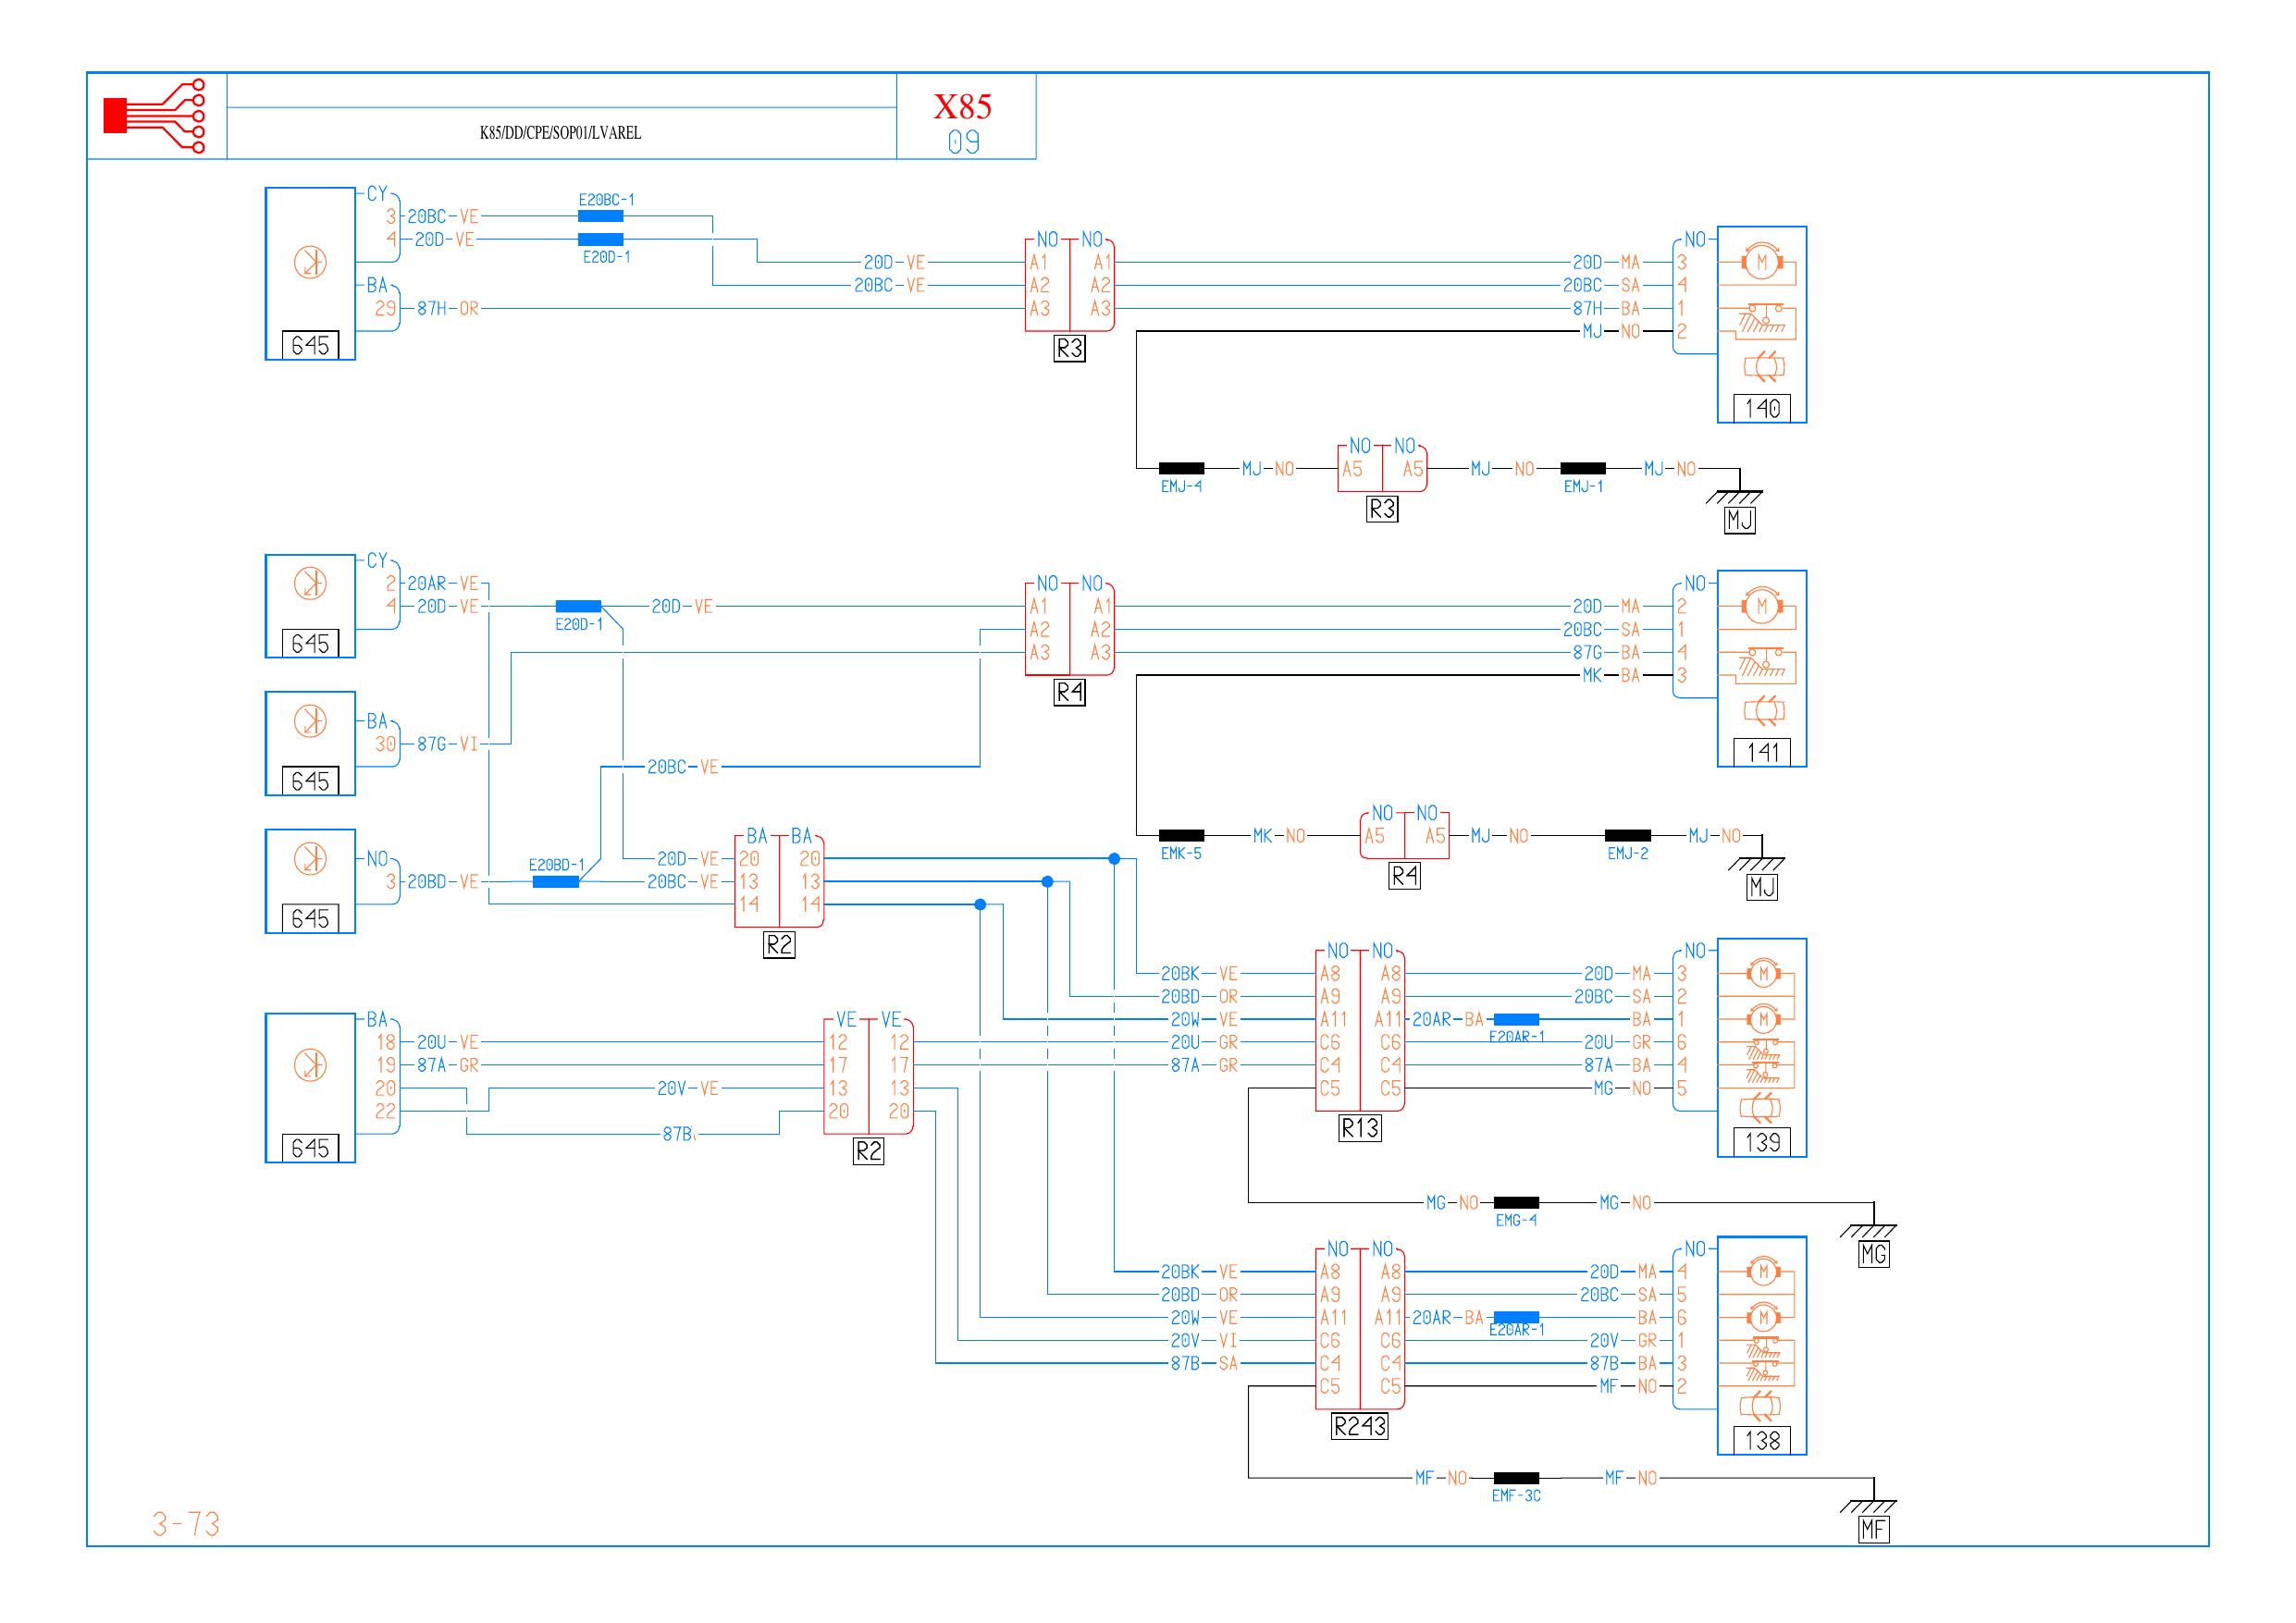 X85
K85/DD/CPE/SOP01/LVAREL
09
CY
E20BC-1
3 20BC-VE
4 20D-VE
E20D-1
BA
29 87H-OR
645
20D-VE
20BC-VE
NO NO
A1 A1
A2 A2
A3 A3
R3
NO
20D-MA 3
20BC-SA 4
87H-BA 1
MJ-NO 2
140
NO NO
EMJ-4 MJ-NO A5 A5 MJ-NO EMJ-1 MJ-NO
R3
MJ
CY
2 20AR-VE
4 20D-VE
E20D-1
20D-VE
645
NO NO
A1 A1
A2 A2
A3 A3
R4
NO
20D-MA 2
20BC-SA 1
87G-BA 4
MK-BA 3
141
BA
30 87G-VI
645
20BC-VE
NO NO
EMK-5 MK-NO A5 A5 MJ-NO EMJ-2 MJ-NO
R4
MJ
NO
3 20BD-VE
E20BD-1
645
BA BA
20D-VE 20 20
20BC-VE 13 13
14 14
R2
NO NO
20BK-VE A8 A8 20D-MA 3
20BD-OR A9 A9 20BC-SA 2
20W-VE A11 A11 20AR-BA E20AR-1 BA 1
20U-GR C6 C6 20U-GR 6
87A-GR C4 C4 87A-BA 4
C5 C5 MG-NO 5
NO
R13
139
BA
18 20U-VE
19 87A-GR
20
22
645
VE VE
12 12
17 17
20V-VE 13 13
20 20
87B
R2
MG-NO EMG-4 MG-NO
MG
NO NO
NO
20BK-VE A8 A8 20D-MA 4
20BD-OR A9 A9 20BC-SA 5
20W-VE A11 A11 20AR-BA E20AR-1 BA 6
20V-VI C6 C6 20V-GR 1
87B-SA C4 C4 87B-BA 3
C5 C5 MF-NO 2
R243
138
MF-NO EMF-3C MF-NO
MF
3-73